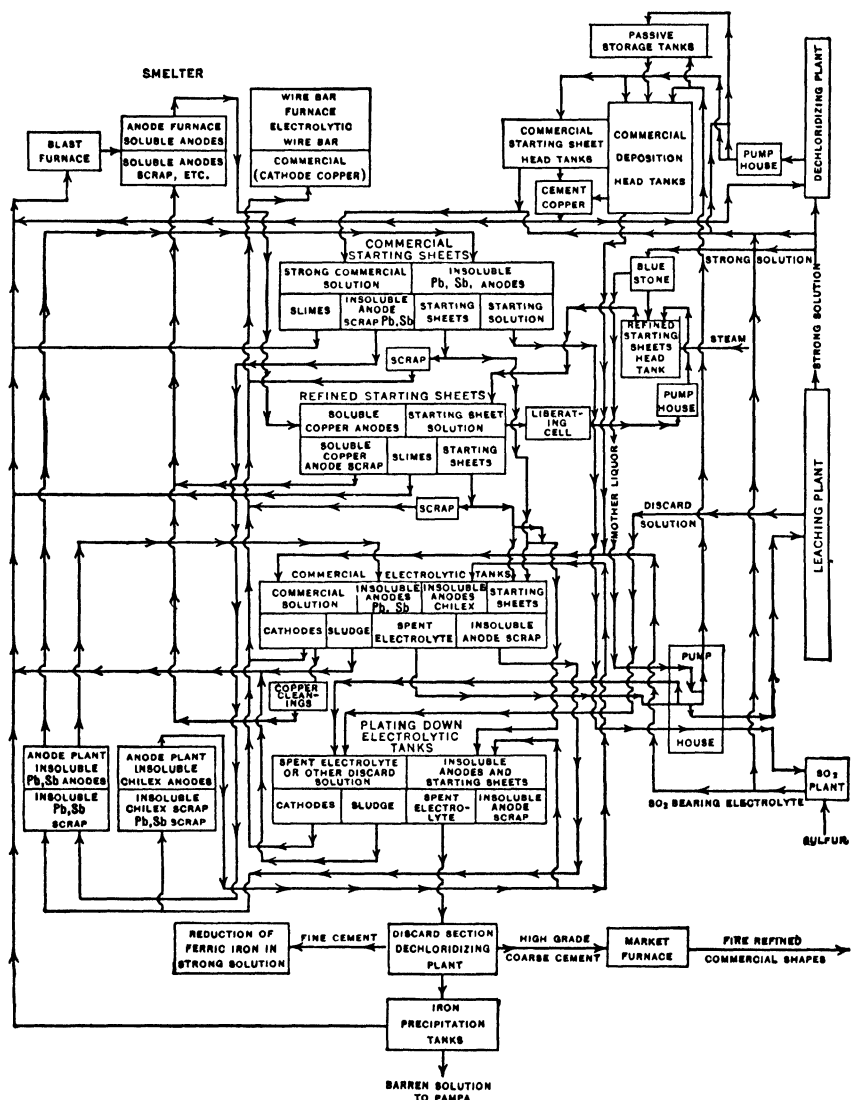 PASSIVE
STORAGE TANKS
SMELTER
WIRE BAR
FURNACE
ELECTROLYTIC
WIRE BAR
COMMERCIAL
(CATHODE COPPER)
ANODE FURNACE
SOLUBLE ANODES
SOLUBLE ANODES
SCRAP, ETC.
BLAST
FURNACE
COMMERCIAL
STARTING SHEET
HEAD TANKS
COMMERCIAL
DEPOSITION
HEAD TANKS
CEMENT
COPPER
PUMP
HOUSE
DECHLORIDIZING PLANT
COMMERCIAL
STARTING SHEETS
STRONG COMMERCIAL
SOLUTION
INSOLUBLE
Pb, Sb, ANODES
SLIMES
INSOLUBLE
ANODE
SCRAP Pb,Sb
STARTING
SHEETS
STARTING
SOLUTION
STRONG SOLUTION
STRONG SOLUTION
BLUE
STONE
REFINED
STARTING
SHEETS
HEAD
TANK
STEAM
PUMP
HOUSE
SCRAP
REFINED STARTING SHEETS
SOLUBLE
COPPER ANODES
STARTING SHEET
SOLUTION
SOLUBLE
COPPER
ANODE SCRAP
SLIMES
STARTING
SHEETS
LIBERAT-
ING
CELL
MOTHER LIQUOR
LEACHING PLANT
DISCARD
SOLUTION
SCRAP
COMMERCIAL ELECTROLYTIC TANKS
COMMERCIAL
SOLUTION
INSOLUBLE
ANODES
Pb, Sb
INSOLUBLE
ANODES
CHILEX
STARTING
SHEETS
CATHODES
SLUDGE
SPENT
ELECTROLYTE
INSOLUBLE
ANODE SCRAP
COPPER
CLEAN-
INGS
PUMP
HOUSE
PLATING DOWN
ELECTROLYTIC
TANKS
SPENT ELECTROLYTE
OR OTHER DISCARD
SOLUTION
INSOLUBLE
ANODES AND
STARTING SHEETS
CATHODES
SLUDGE
SPENT
ELECTRO-
LYTE
INSOLUBLE
ANODE
SCRAP
ANODE PLANT
INSOLUBLE
Pb,Sb ANODES
INSOLUBLE
Pb,Sb
SCRAP
ANODE PLANT
INSOLUBLE
CHILEX ANODES
INSOLUBLE
CHILEX SCRAP
Pb,Sb SCRAP
SO2
PLANT
SO2 BEARING ELECTROLYTE
SULFUR
REDUCTION OF
FERRIC IRON IN
STRONG SOLUTION
FINE CEMENT
DISCARD SECTION
DECHLORIDIZING
PLANT
HIGH GRADE
COARSE CEMENT
MARKET
FURNACE
FIRE REFINED
COMMERCIAL SHAPES
IRON
PRECIPITATION
TANKS
BARREN SOLUTION
TO PAMPA